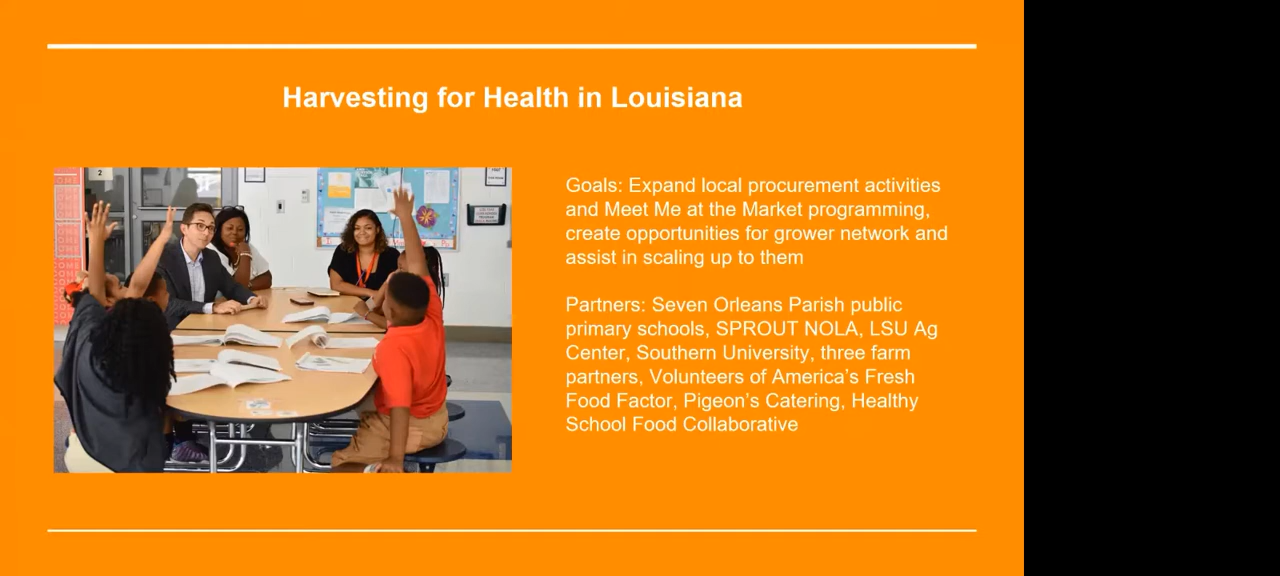 Harvesting for Health in Louisiana
2
Goals: Expand local procurement activities
and Meet Me at the Market programming,
create opportunities for grower network and
assist in scaling up to them
Partners: Seven Orleans Parish public
primary schools, SPROUT NOLA, LSU Ag
Center, Southern University, three farm
partners, Volunteers of America’s Fresh
Food Factor, Pigeon’s Catering, Healthy
School Food Collaborative